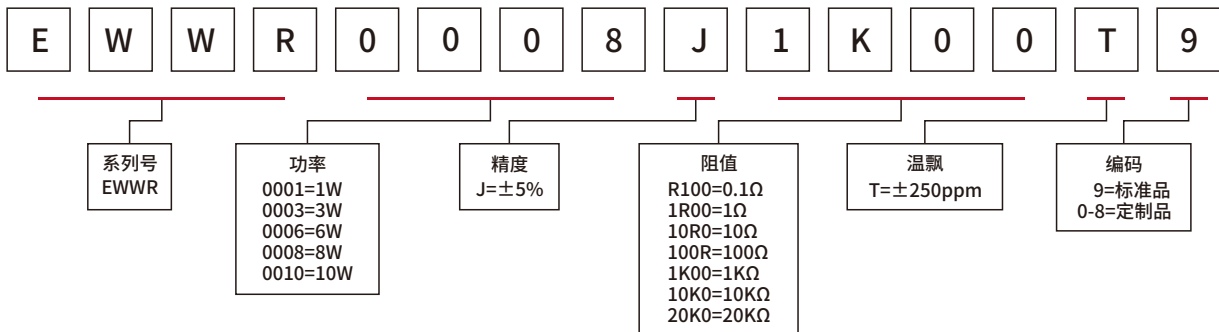 E W W R 0 0 0 8 J 1 K 0 0 T 9
系列号
EWWR
功率
0001=1W
0003=3W
0006=6W
0008=8W
0010=10W
精度
J=±5%
阻值
R100=0.1Ω
1R00=1Ω
10R0=10Ω
100R=100Ω
1K00=1KΩ
10K0=10KΩ
20K0=20KΩ
温飘
T=±250ppm
编码
9=标准品
0-8=定制品